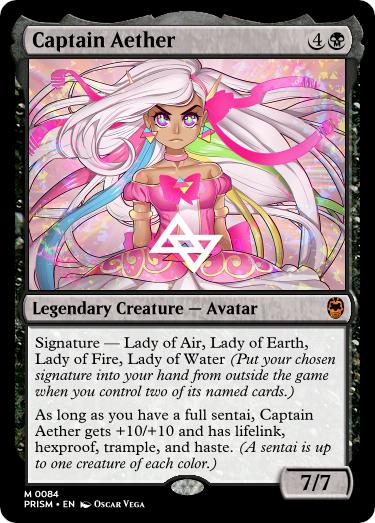 Captain Aether 4
Legendary Creature — Avatar
Signature — Lady of Air, Lady of Earth,
Lady of Fire, Lady of Water (Put your chosen
signature into your hand from outside the game
when you control two of its named cards.)
As long as you have a full sentai, Captain
Aether gets +10/+10 and has lifelink,
hexproof, trample, and haste. (A sentai is
up to one creature of each color.)
7/7
M 0084
PRISM • EN Oscar Vega